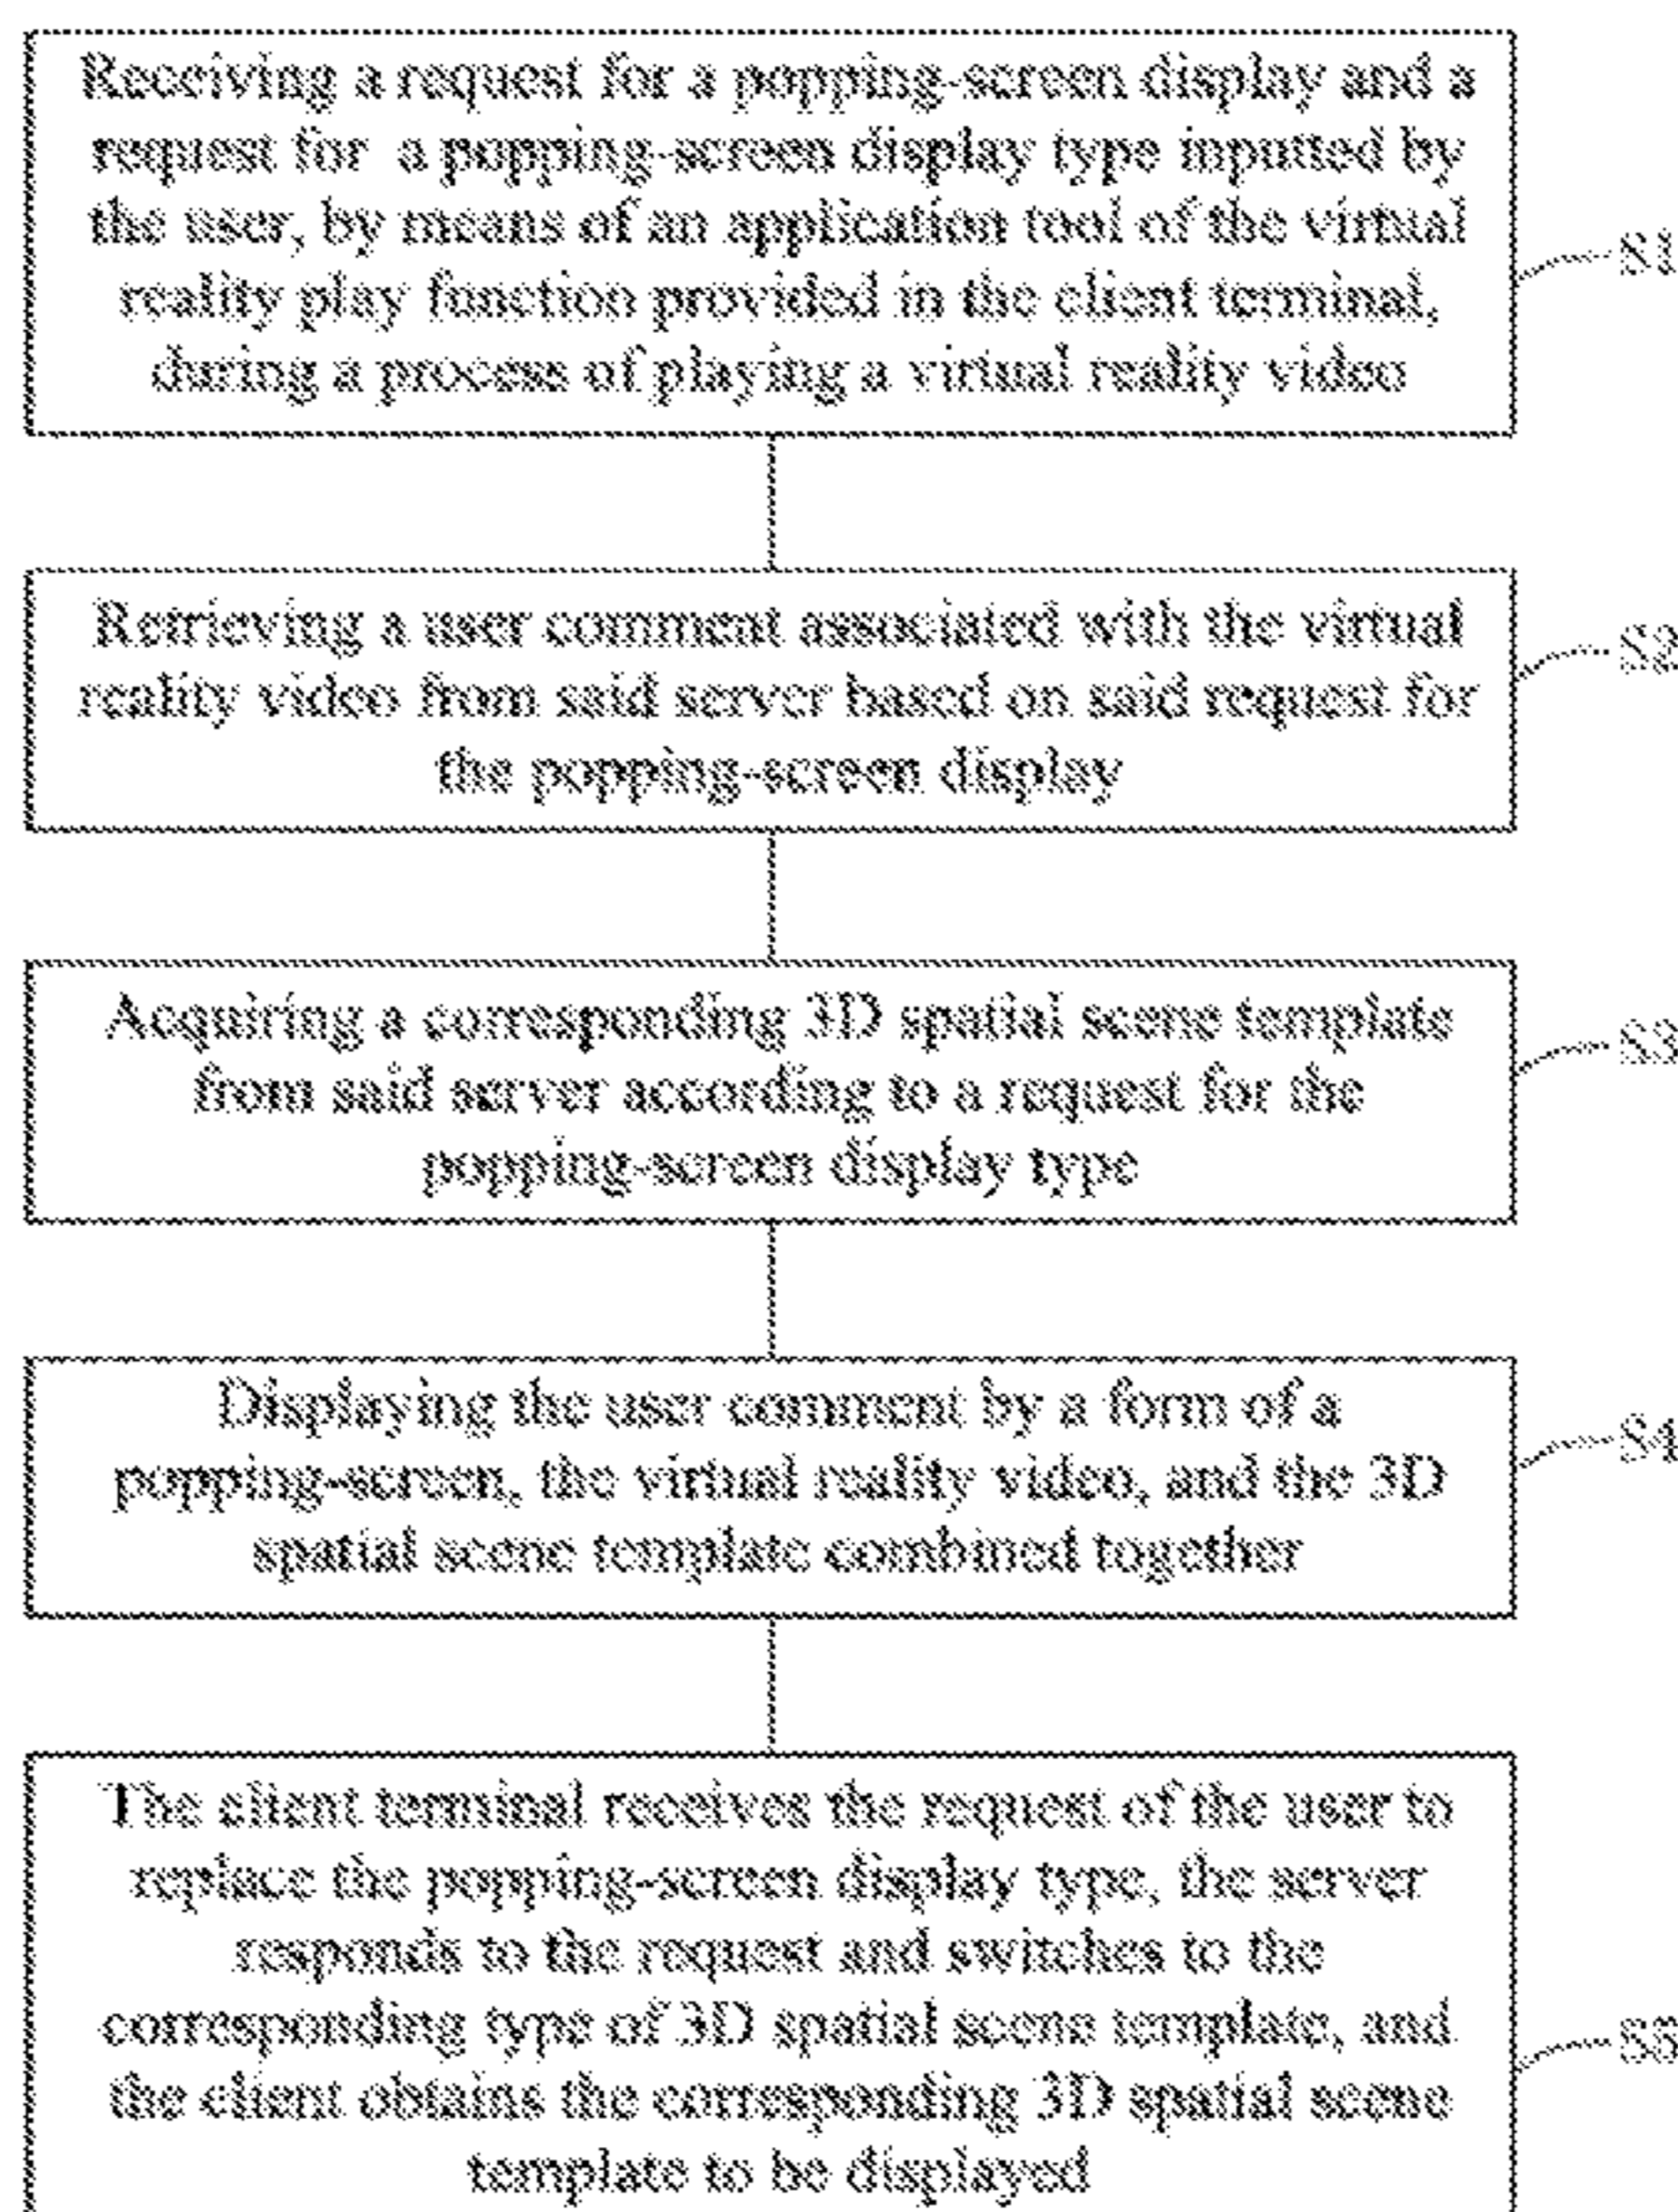 Receiving a request for a popping-screen display and a
request for a popping-screen display type inputted by
the user, by means of an application tool of the virtual
reality play function provided in the client terminal,
during a process of playing a virtual reality video
S1
Retrieving a user comment associated with the virtual
reality video from said server based on said request for
the popping-screen display
S2
Acquiring a corresponding 3D spatial scene template
from said server according to a request for the
popping-screen display type
S3
Displaying the user comment by a form of a
popping-screen, the virtual reality video, and the 3D
spatial scene template combined together
S4
The client terminal receives the request of the user to
replace the popping-screen display type, the server
responds to the request and switches to the
corresponding type of 3D spatial scene template, and
the client obtains the corresponding 3D spatial scene
template to be displayed
S5